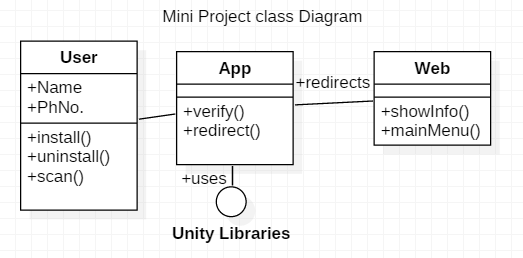 Mini Project class Diagram
User
+Name
+PhNo.
+install()
+uninstall()
+scan()
App
+verify()
+redirect()
+redirects
Web
+showInfo()
+mainMenu()
+uses
Unity Libraries